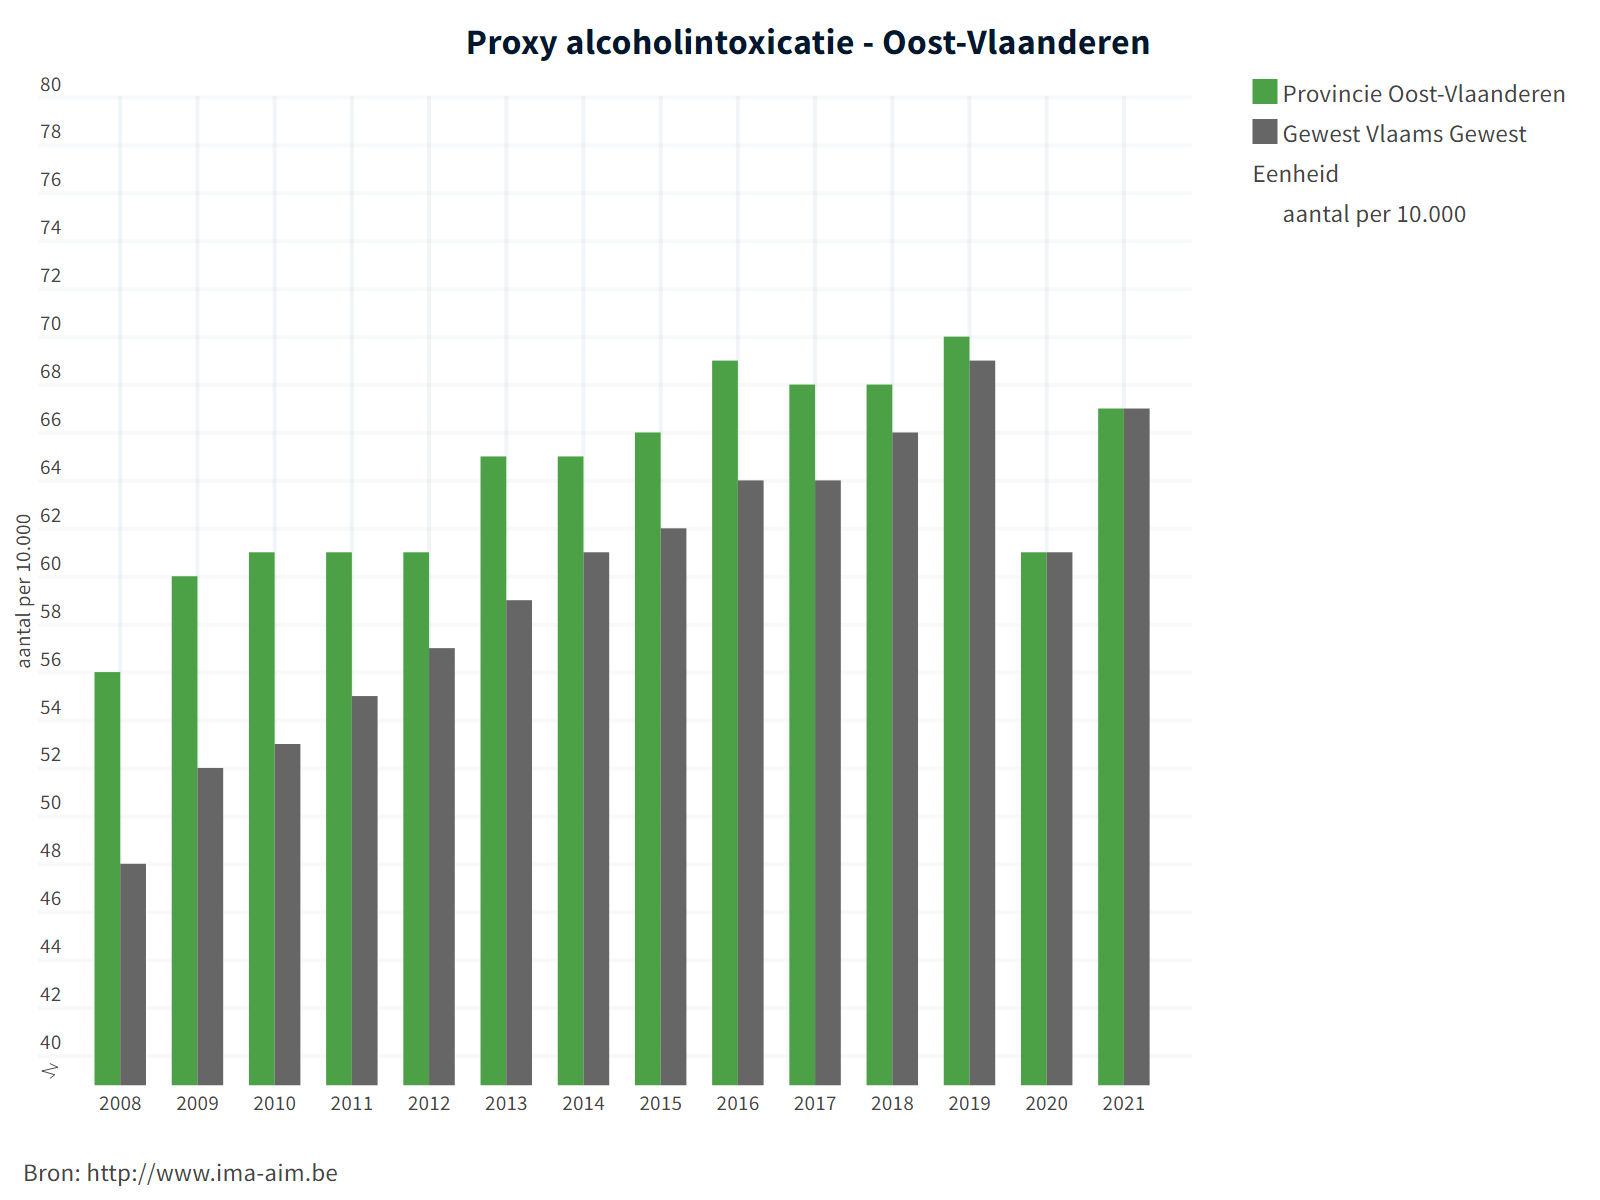 Proxy alcoholintoxicatie - Oost-Vlaanderen
Provincie Oost-Vlaanderen
Gewest Vlaams Gewest
Eenheid
aantal per 10.000
aantal per 10.000
80
78
76
74
72
70
68
66
64
62
60
58
56
54
52
50
48
46
44
42
40
2008 2009 2010 2011 2012 2013 2014 2015 2016 2017 2018 2019 2020 2021
Bron: http://www.ima-aim.be